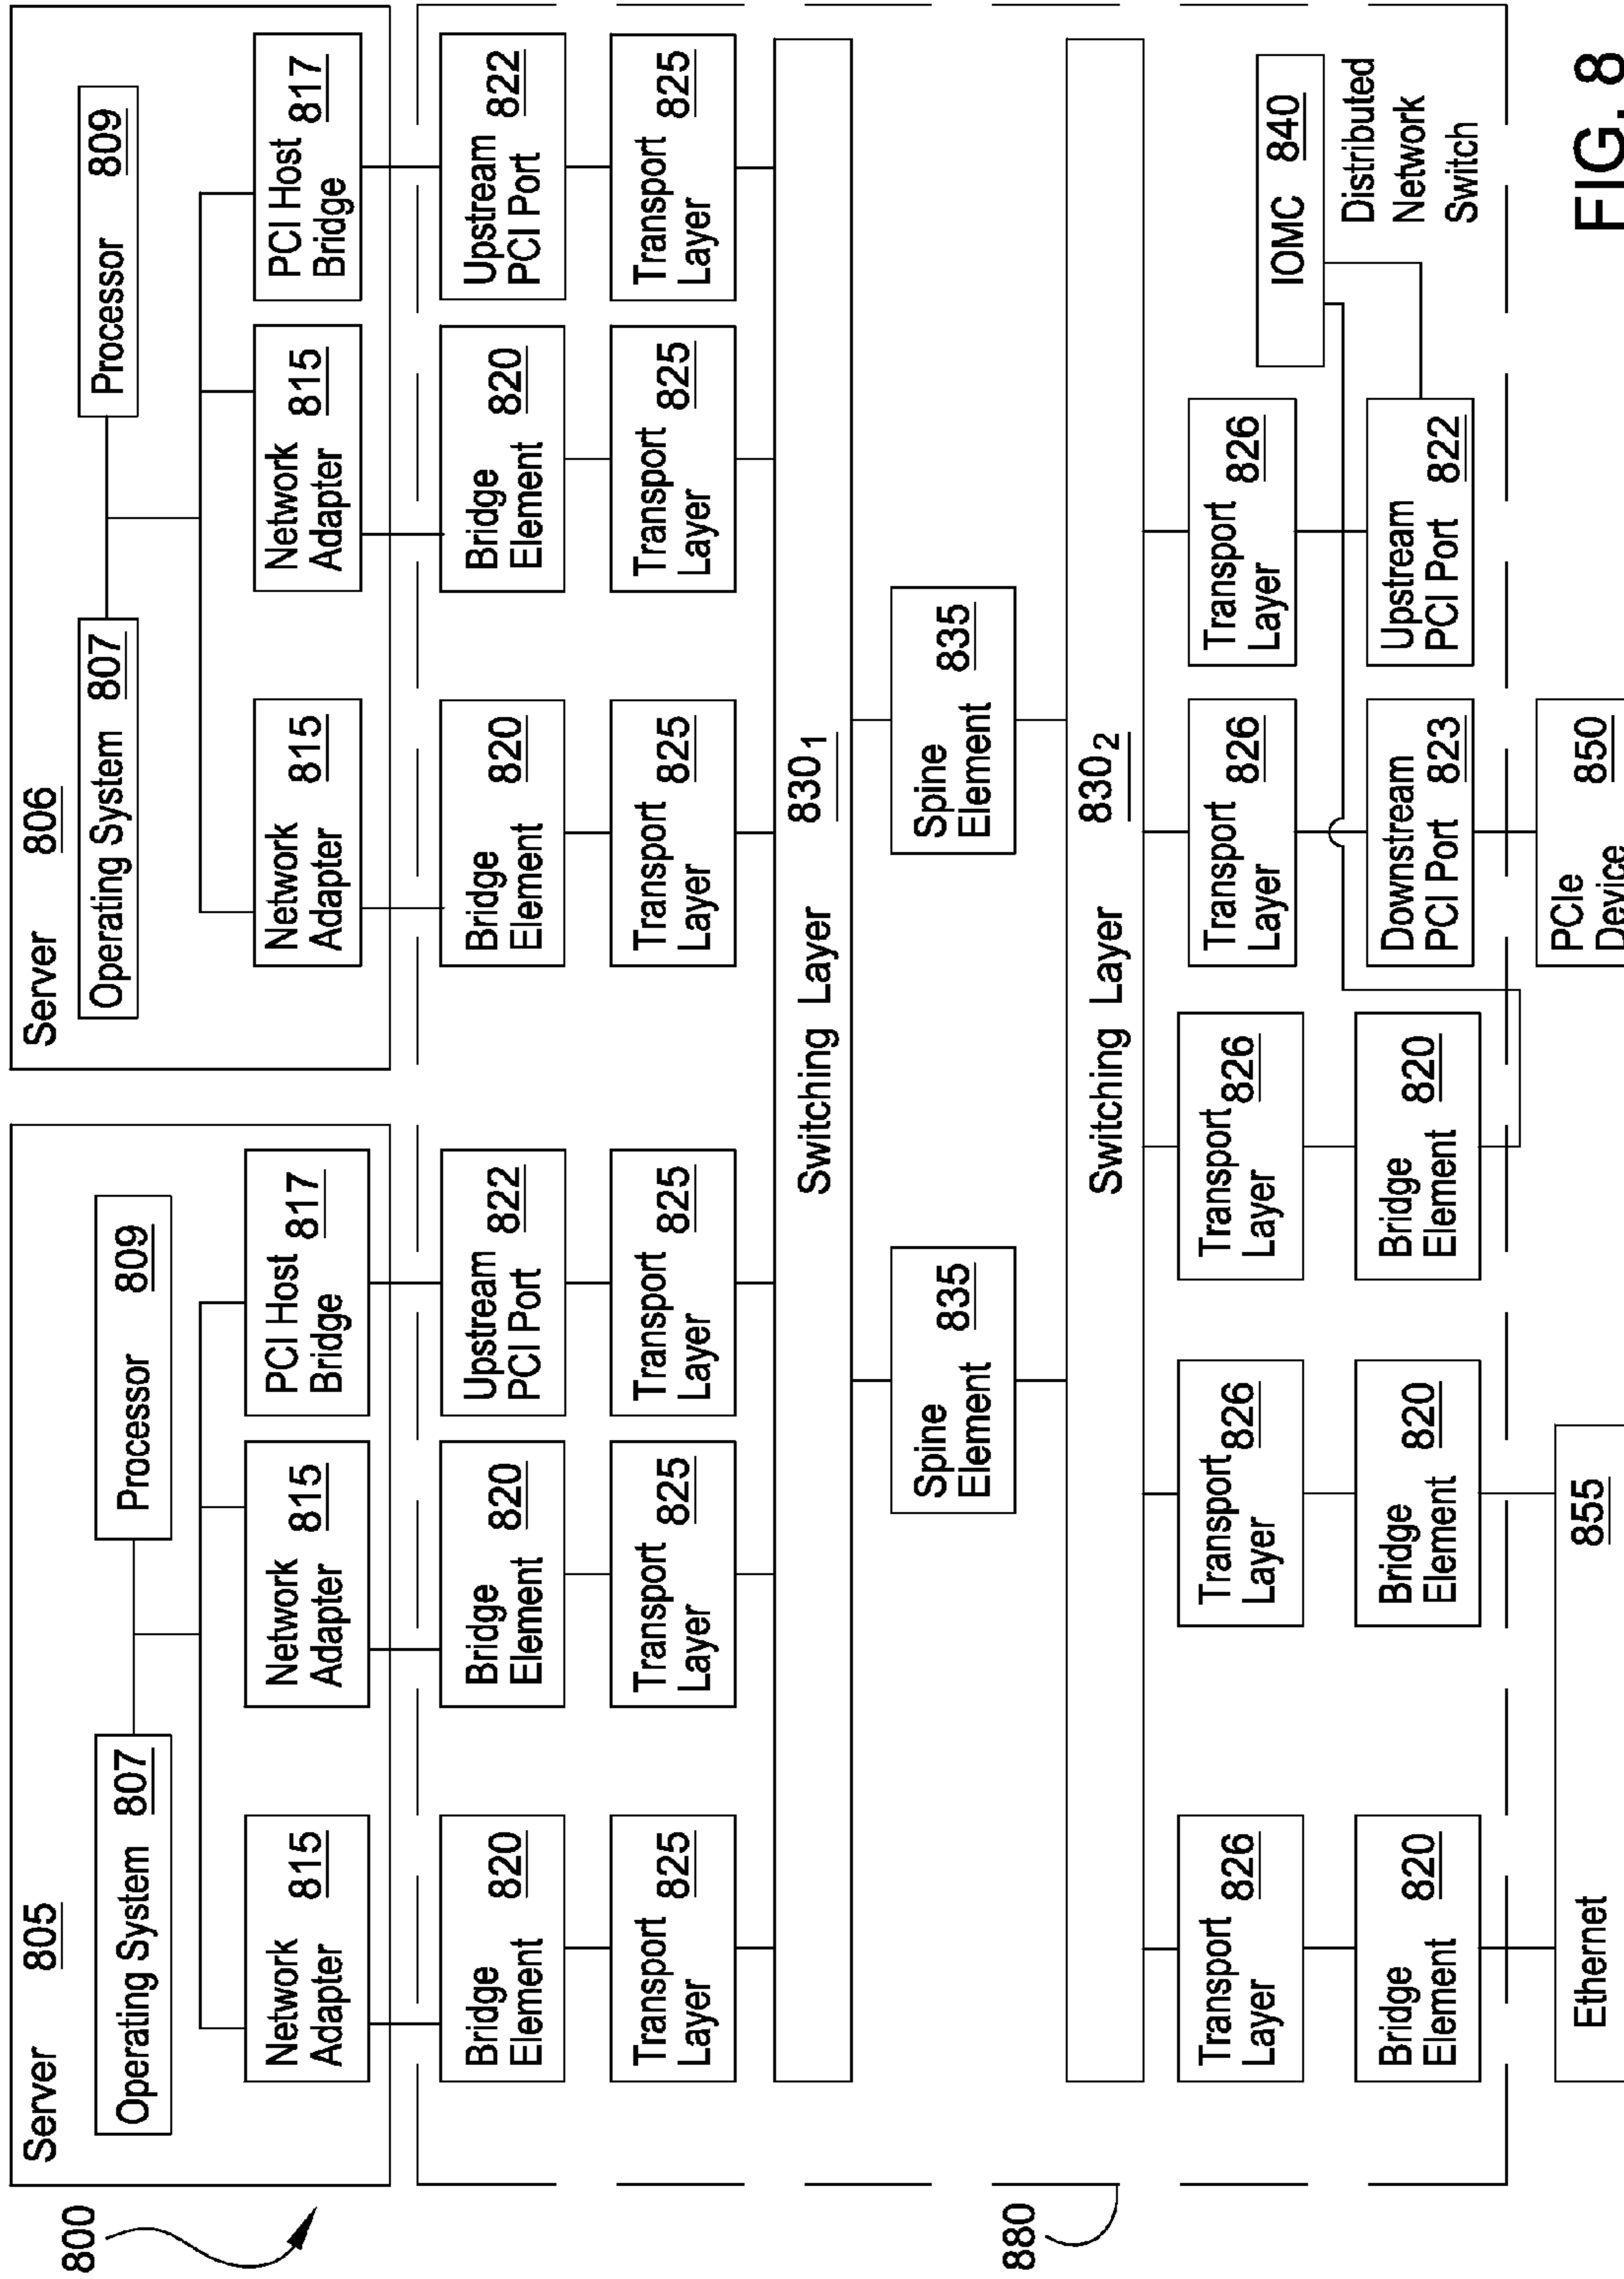 800
Server 805
Operating System 807
Processor 809
Network
Adapter 815
Network
Adapter 815
PCI Host
Bridge 817
Server 806
Operating System 807
Processor 809
Network
Adapter 815
Network
Adapter 815
PCI Host
Bridge 817
Bridge
Element 820
Bridge
Element 820
Upstream
PCI Port 822
Bridge
Element 820
Bridge
Element 820
Upstream
PCI Port 822
Transport
Layer 825
Transport
Layer 825
Transport
Layer 825
Transport
Layer 825
Transport
Layer 825
Transport
Layer 825
Switching Layer 830₁
Spine
Element 835
Spine
Element 835
880
Switching Layer 830₂
Transport
Layer 826
Transport
Layer 826
Transport
Layer 826
Transport
Layer 826
Transport
Layer 826
IOMC 840
Bridge
Element 820
Bridge
Element 820
Bridge
Element 820
Downstream
PCI Port 823
Upstream
PCI Port 822
Distributed
Network
Switch
Ethernet 855
PCIe
Device 850
FIG. 8